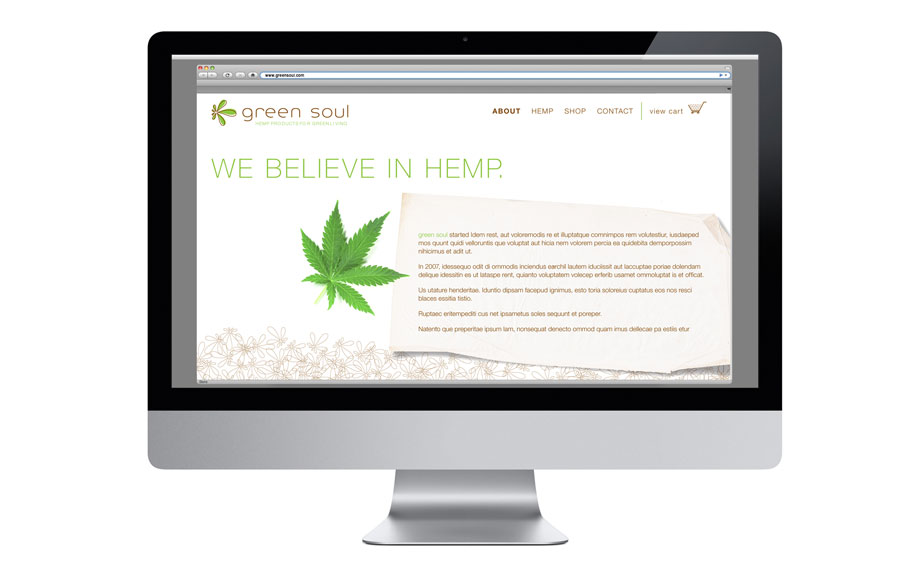 www.greensoul.com
green soul
HEMP PRODUCTS FOR GREEN LIVING
ABOUT HEMP SHOP CONTACT view cart
WE BELIEVE IN HEMP.
green soul started Idem rest, aut voloremodis re et illuptatque comnimpos rem volutestiur, iusdaeped
mos quunt quidi velloruntis que voluptat aut hicia nem volorem percia ea quidebita demporpossim
nihicimus et adit ut.
In 2007, idessequo odit di ommodis inciendus earchil lautem iduciissit aut laccuptae poriae dolendam
delique idessitin es ut lataspe rent, quianto voluptatem volecep erferib usamet ommoluptat is et officat.
Us utature henderitae. Iduntio dipsam facepud ignimus, esto toria soloreius cuptatus eos nos resci
blaces essitia tistio.
Ruptaec eritempediti cus net ipsametus soles sequunt et poreper.
Natento que preperitae ipsum lam, nonsequat denecto ommod quam imus dellecae pa estiis etur